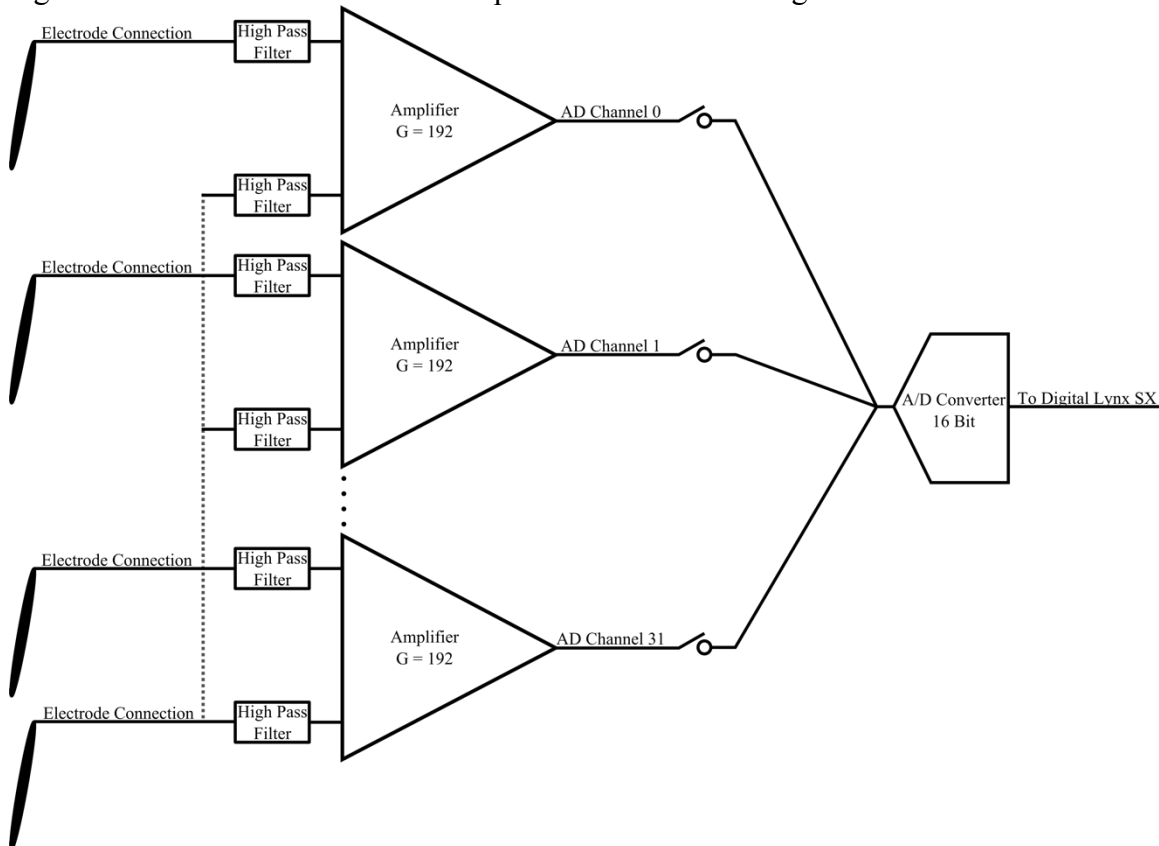 Electrode Connection
High Pass
Filter
Amplifier
G = 192
AD Channel 0
High Pass
Filter
Electrode Connection
High Pass
Filter
Amplifier
G = 192
AD Channel 1
High Pass
Filter
A/D Converter
16 Bit
To Digital Lynx SX
Electrode Connection
High Pass
Filter
Amplifier
G = 192
AD Channel 31
Electrode Connection
High Pass
Filter